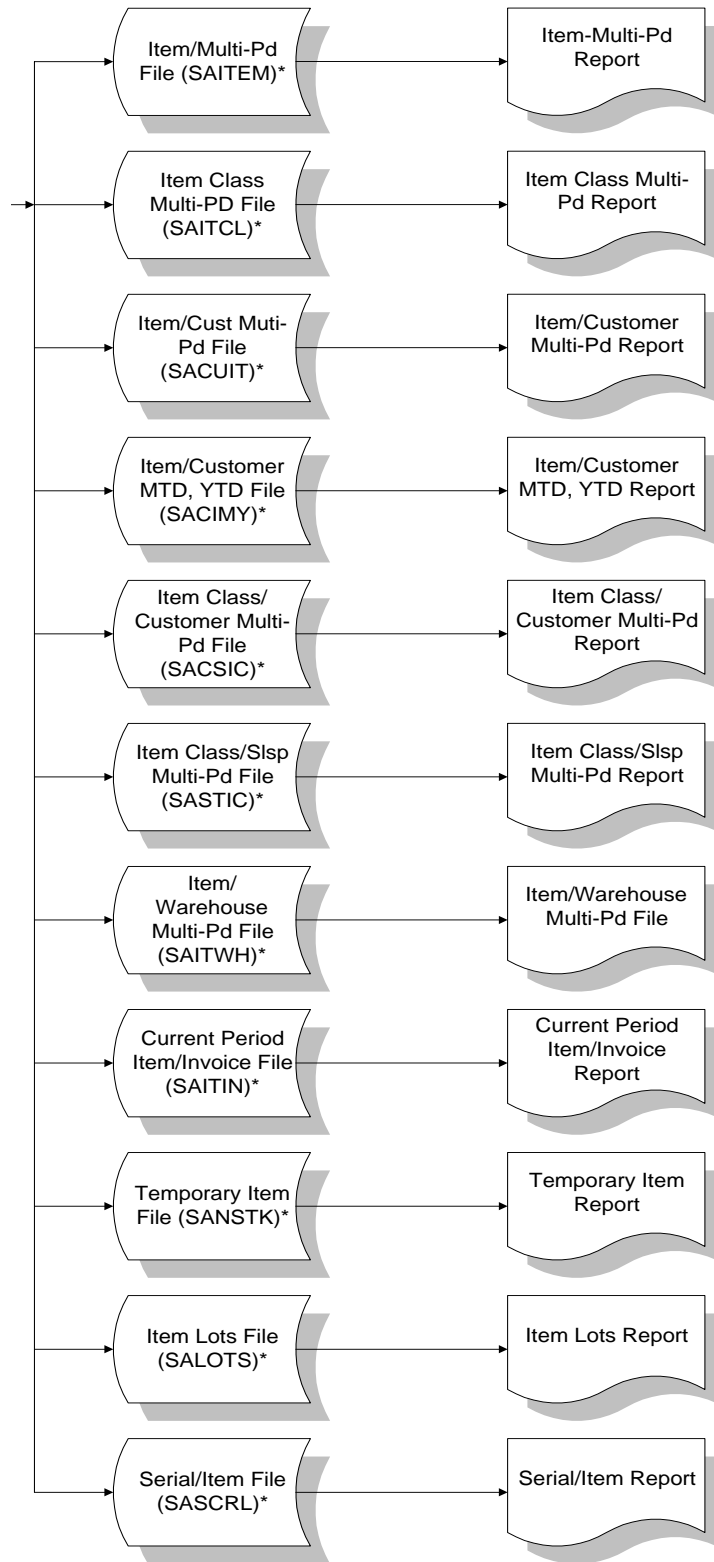 Item/Multi-Pd
File (SAITEM)*
Item-Multi-Pd
Report
Item Class
Multi-PD File
(SAITCL)*
Item Class Multi-
Pd Report
Item/Cust Muti-
Pd File
(SACUIT)*
Item/Customer
Multi-Pd Report
Item/Customer
MTD, YTD File
(SACIMY)*
Item/Customer
MTD, YTD Report
Item Class/
Customer Multi-
Pd File
(SACSIC)*
Item Class/
Customer Multi-Pd
Report
Item Class/Slsp
Multi-Pd File
(SASTIC)*
Item Class/Slsp
Multi-Pd Report
Item/
Warehouse
Multi-Pd File
(SAITWH)*
Item/Warehouse
Multi-Pd File
Current Period
Item/Invoice File
(SAITIN)*
Current Period
Item/Invoice
Report
Temporary Item
File (SANSTK)*
Temporary Item
Report
Item Lots File
(SALOTS)*
Item Lots Report
Serial/Item File
(SASCRL)*
Serial/Item Report